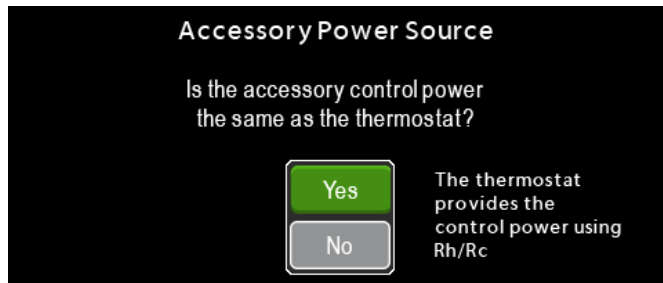 Accessory Power Source
Is the accessory control power
the same as the thermostat?
Yes
No
The thermostat
provides the
control power using
Rh/Rc